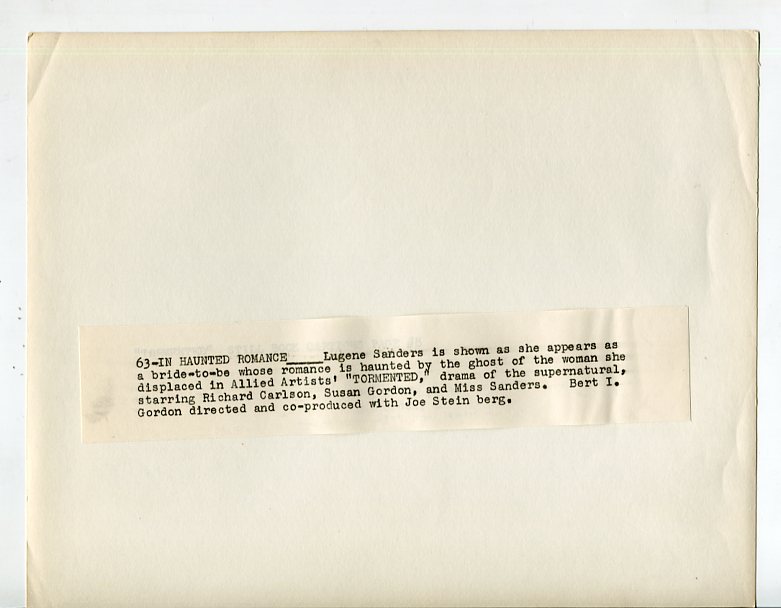 63-IN HAUNTED ROMANCE_____Lugene Sanders is shown as she appears as
a bride-to-be whose romance is haunted by the ghost of the woman she
displaced in Allied Artists' "TORMENTED," drama of the supernatural,
starring Richard Carlson, Susan Gordon, and Miss Sanders.  Bert I.
Gordon directed and co-produced with Joe Stein berg.